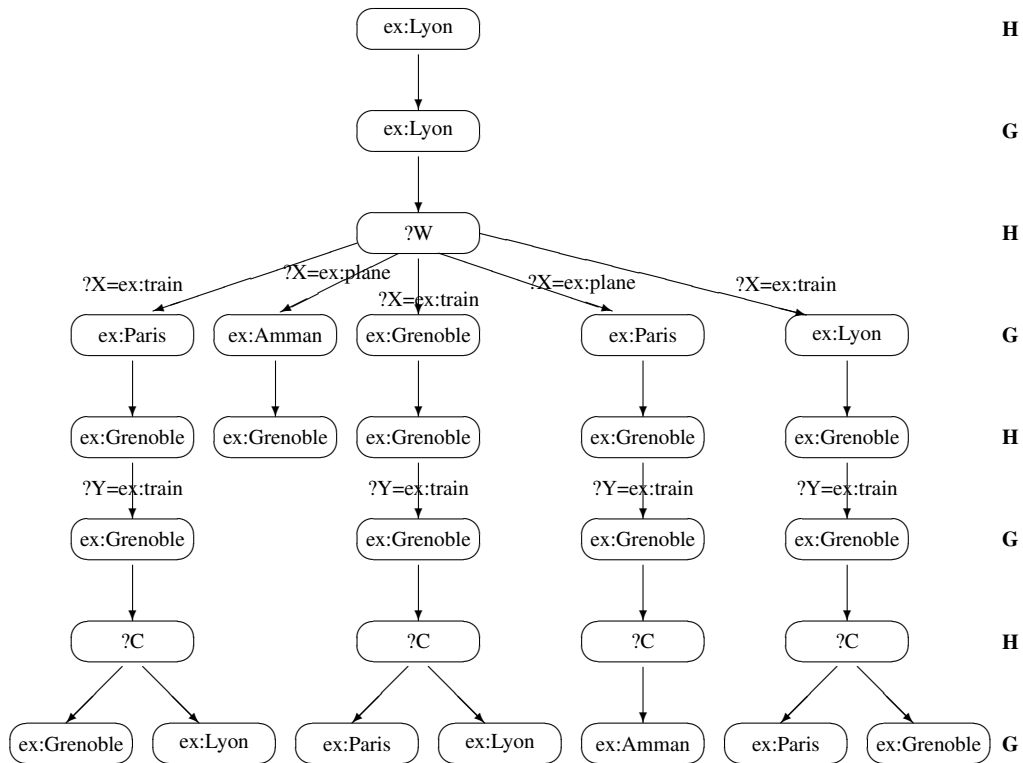 ex:Lyon H
ex:Lyon G
?W H
?X=ex:train ?X=ex:plane ?X=ex:train ?X=ex:plane ?X=ex:train
ex:Paris ex:Amman ex:Grenoble ex:Paris ex:Lyon G
ex:Grenoble ex:Grenoble ex:Grenoble ex:Grenoble ex:Grenoble H
?Y=ex:train ?Y=ex:train ?Y=ex:train ?Y=ex:train
ex:Grenoble ex:Grenoble ex:Grenoble ex:Grenoble G
?C ?C ?C ?C H
ex:Grenoble ex:Lyon ex:Paris ex:Lyon ex:Amman ex:Paris ex:Grenoble G